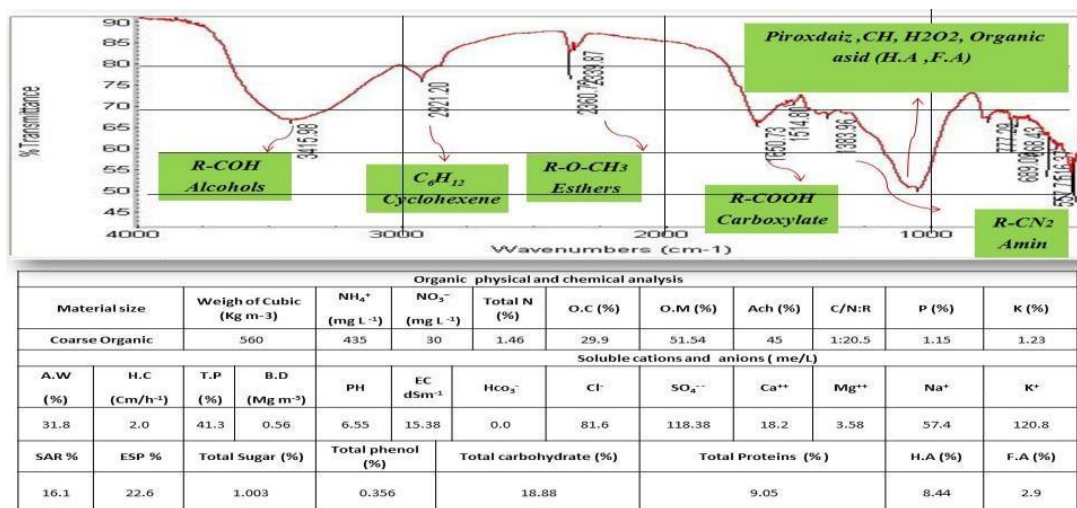 90
85
80
%Transmittance
70
65
60
50
45
4000
3000
2000
1000
Wavenumbers (cm-1)
3415.98
2921.20
2360.7
2339.87
1514.80
1383.96
777.29
668.43
Piroxdaiz ,CH, H2O2, Organic
asid (H.A ,F.A)
R-COH
Alcohols
C6H12
Cyclohexene
R-O-CH3
Esthers
R-COOH
Carboxylate
R-CN2
Amin
Organic physical and chemical analysis
Material size Weigh of Cubic (Kg m-3) NH₄⁺ (mg L⁻¹) NO₃⁻ (mg L⁻¹) Total N (%) O.C (%) O.M (%) Ach (%) C/N:R P (%) K (%)
Coarse Organic 560 435 30 1.46 29.9 51.54 45 1:20.5 1.15 1.23
Soluble cations and anions ( me/L)
A.W (%) H.C (Cm/h⁻¹) T.P (%) B.D (Mg m⁻³) PH EC dSm⁻¹ Hco₃⁻ Cl⁻ SO₄⁻⁻ Ca⁺⁺ Mg⁺⁺ Na⁺ K⁺
31.8 2.0 41.3 0.56 6.55 15.38 0.0 81.6 118.38 18.2 3.58 57.4 120.8
SAR % ESP % Total Sugar (%) Total phenol (%) Total carbohydrate (%) Total Proteins (%) H.A (%) F.A (%)
16.1 22.6 1.003 0.356 18.88 9.05 8.44 2.9